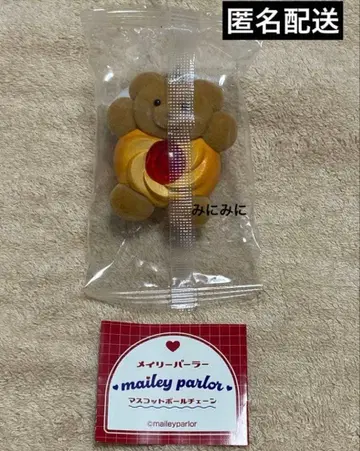 匿名配送
みにみに
メイリーパーラー
mailey parlor
マスコットボールチェーン
©maileyparlor